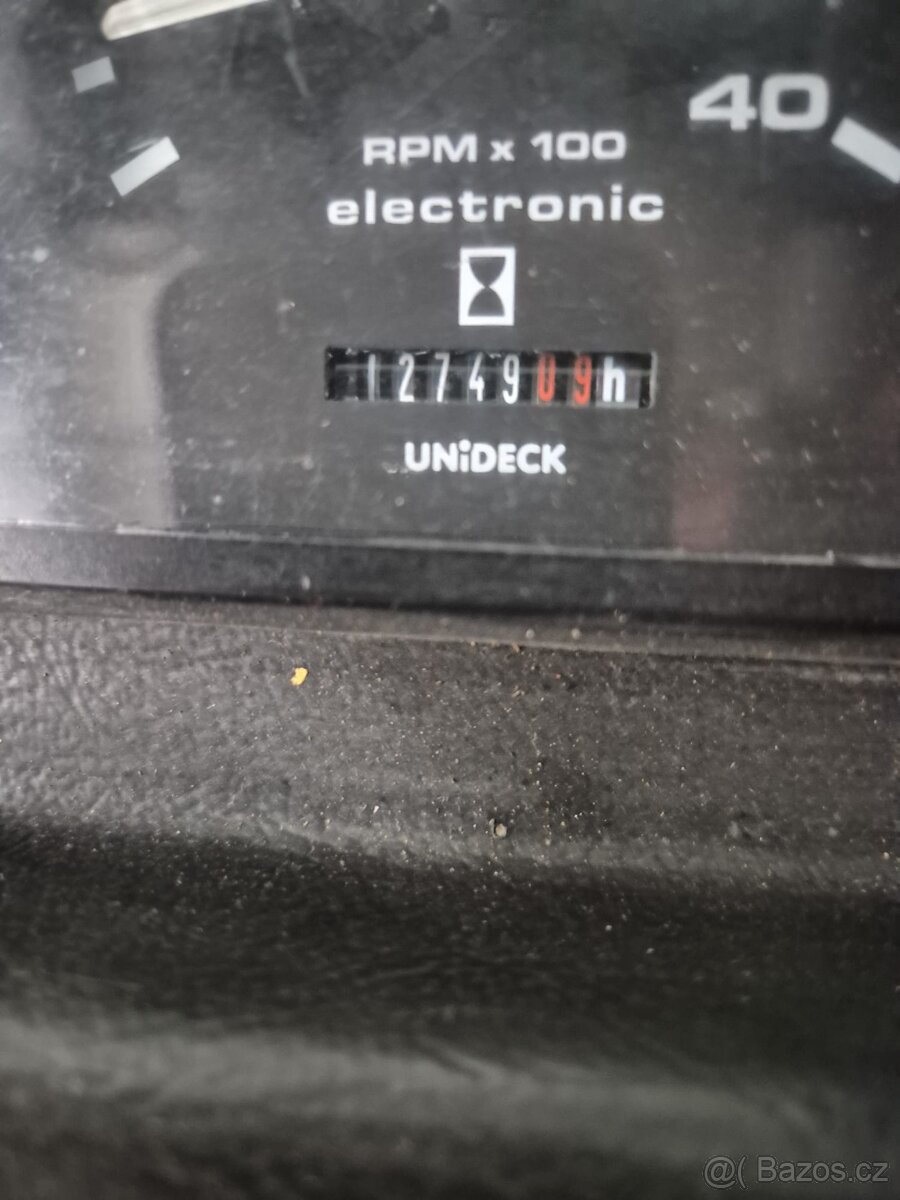 40
RPM x 100
electronic
1274909h
UNiDECK
@( Bazos.cz